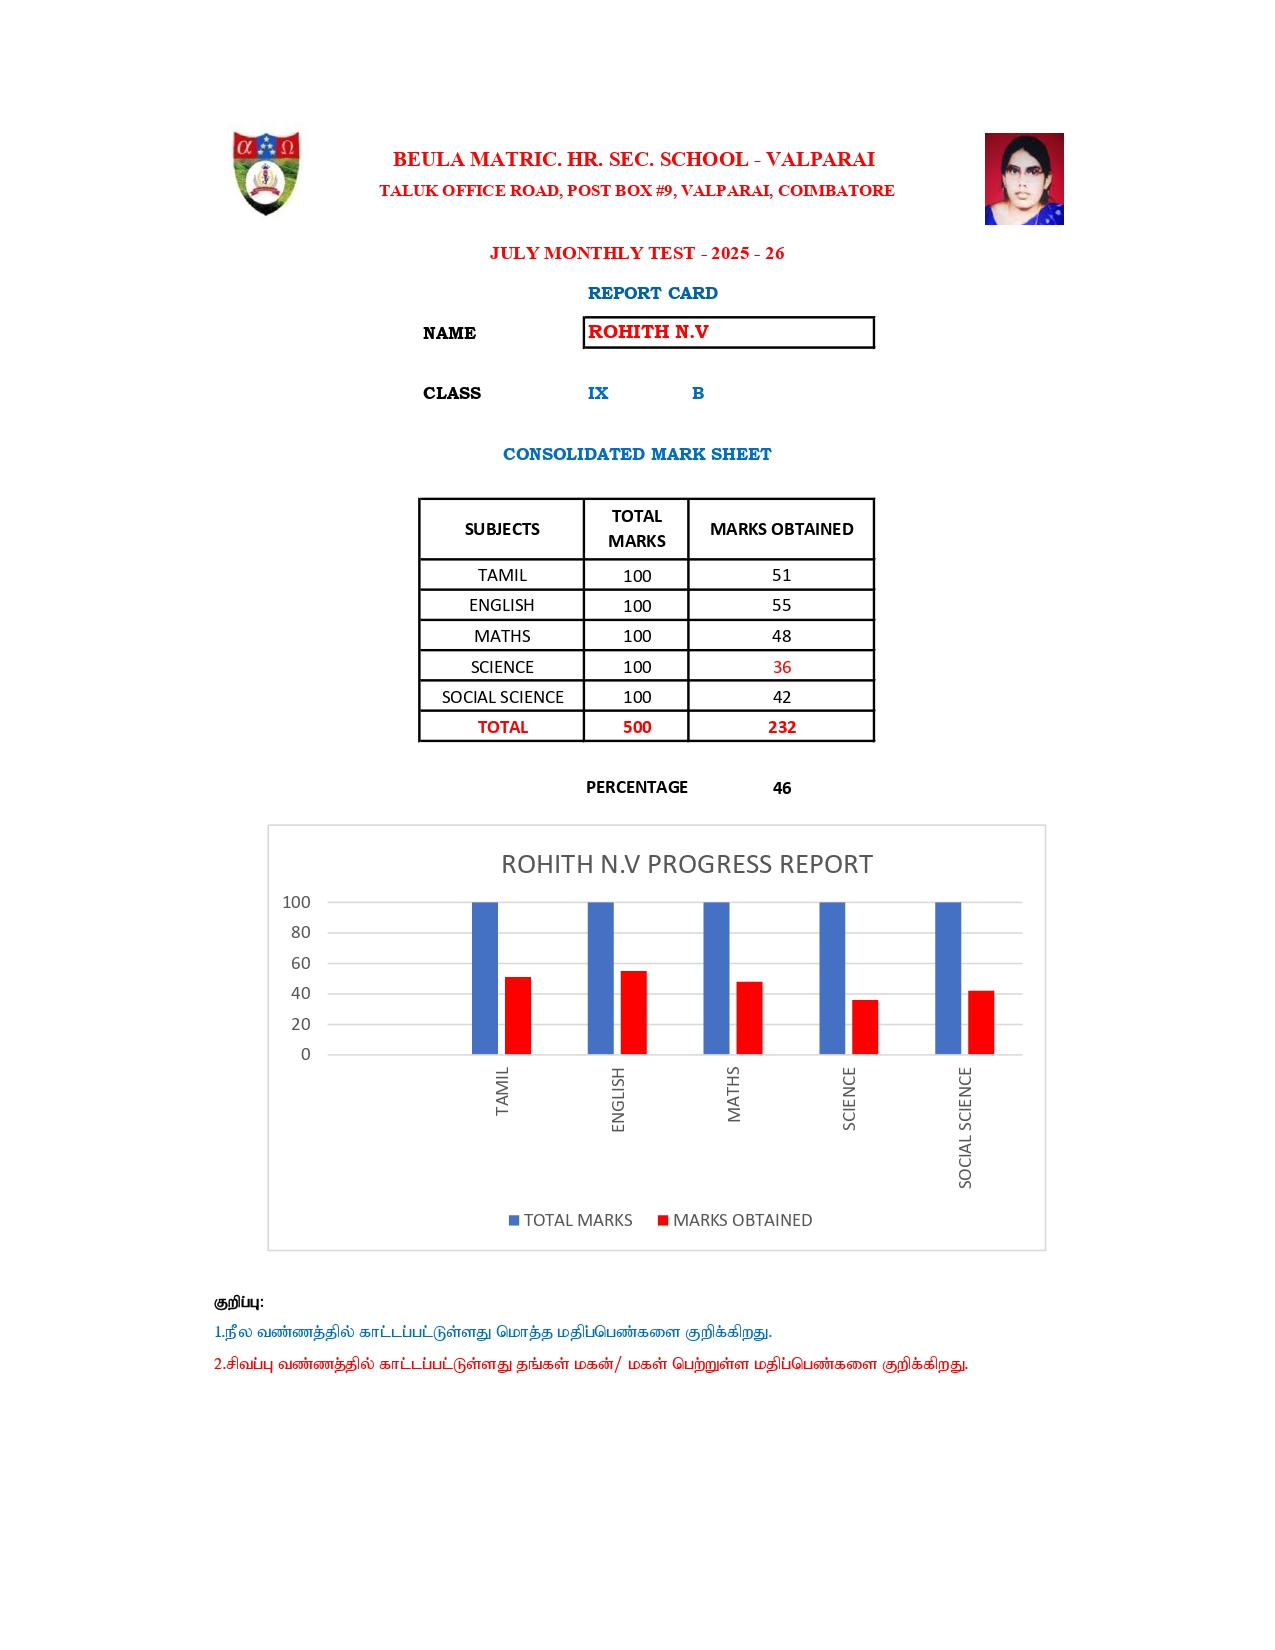 α Ω
BEULA MATRIC. HR. SEC. SCHOOL - VALPARAI
TALUK OFFICE ROAD, POST BOX #9, VALPARAI, COIMBATORE
JULY MONTHLY TEST - 2025 - 26
REPORT CARD
NAME ROHITH N.V
CLASS IX B
CONSOLIDATED MARK SHEET
SUBJECTS TOTAL MARKS MARKS OBTAINED
TAMIL 100 51
ENGLISH 100 55
MATHS 100 48
SCIENCE 100 36
SOCIAL SCIENCE 100 42
TOTAL 500 232
PERCENTAGE 46
ROHITH N.V PROGRESS REPORT
100
80
60
40
20
0
TAMIL ENGLISH MATHS SCIENCE SOCIAL SCIENCE
TOTAL MARKS MARKS OBTAINED
குறிப்பு:
1.நீல வண்ணத்தில் காட்டப்பட்டுள்ளது மொத்த மதிப்பெண்களை குறிக்கிறது.
2.சிவப்பு வண்ணத்தில் காட்டப்பட்டுள்ளது தங்கள் மகன்/ மகள் பெற்றுள்ள மதிப்பெண்களை குறிக்கிறது.